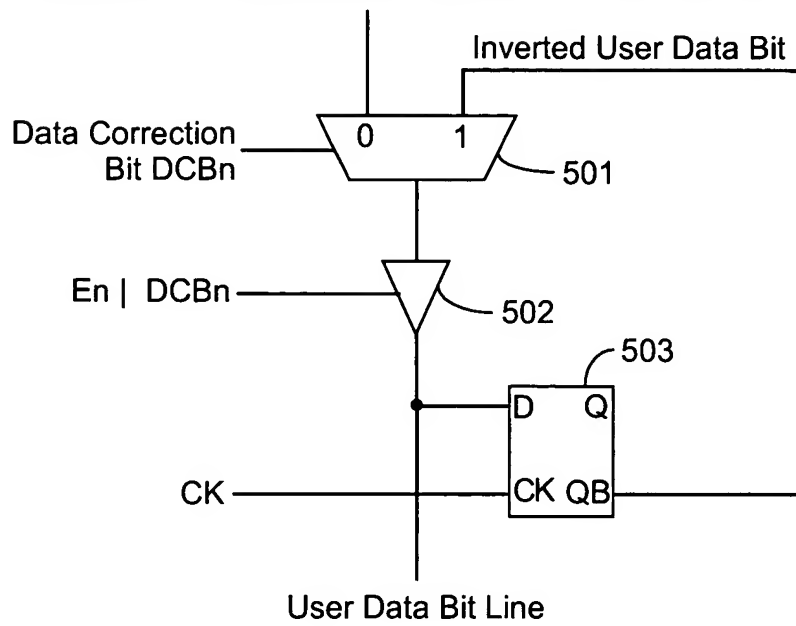 Inverted User Data Bit
0 1
Data Correction
Bit DCBn
501
En | DCBn
502
503
D Q
CK
CK QB
User Data Bit Line